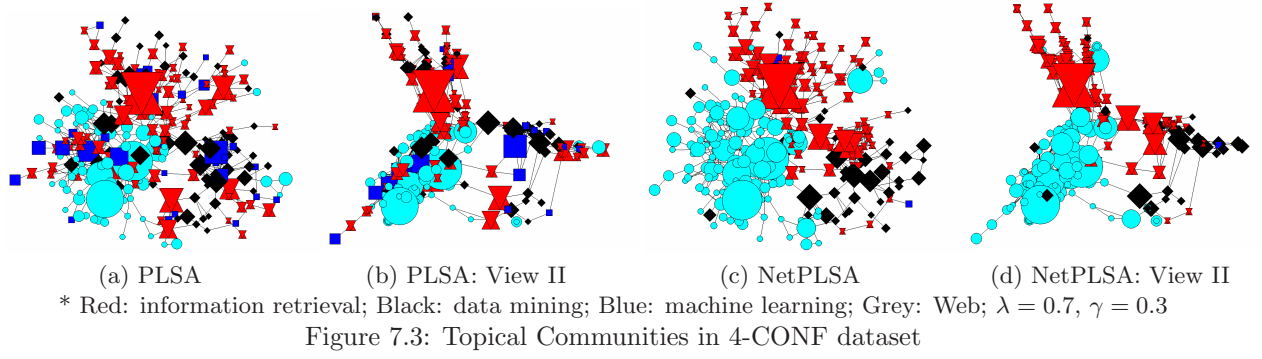 (a) PLSA (b) PLSA: View II (c) NetPLSA (d) NetPLSA: View II
* Red: information retrieval; Black: data mining; Blue: machine learning; Grey: Web; λ = 0.7, γ = 0.3
Figure 7.3: Topical Communities in 4-CONF dataset